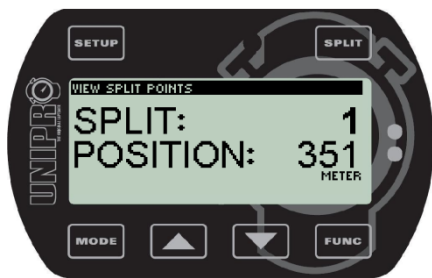 SETUP
SPLIT
VIEW SPLIT POINTS
SPLIT: 1
POSITION: 351
METER
UNIPRO
MODE
FUNC